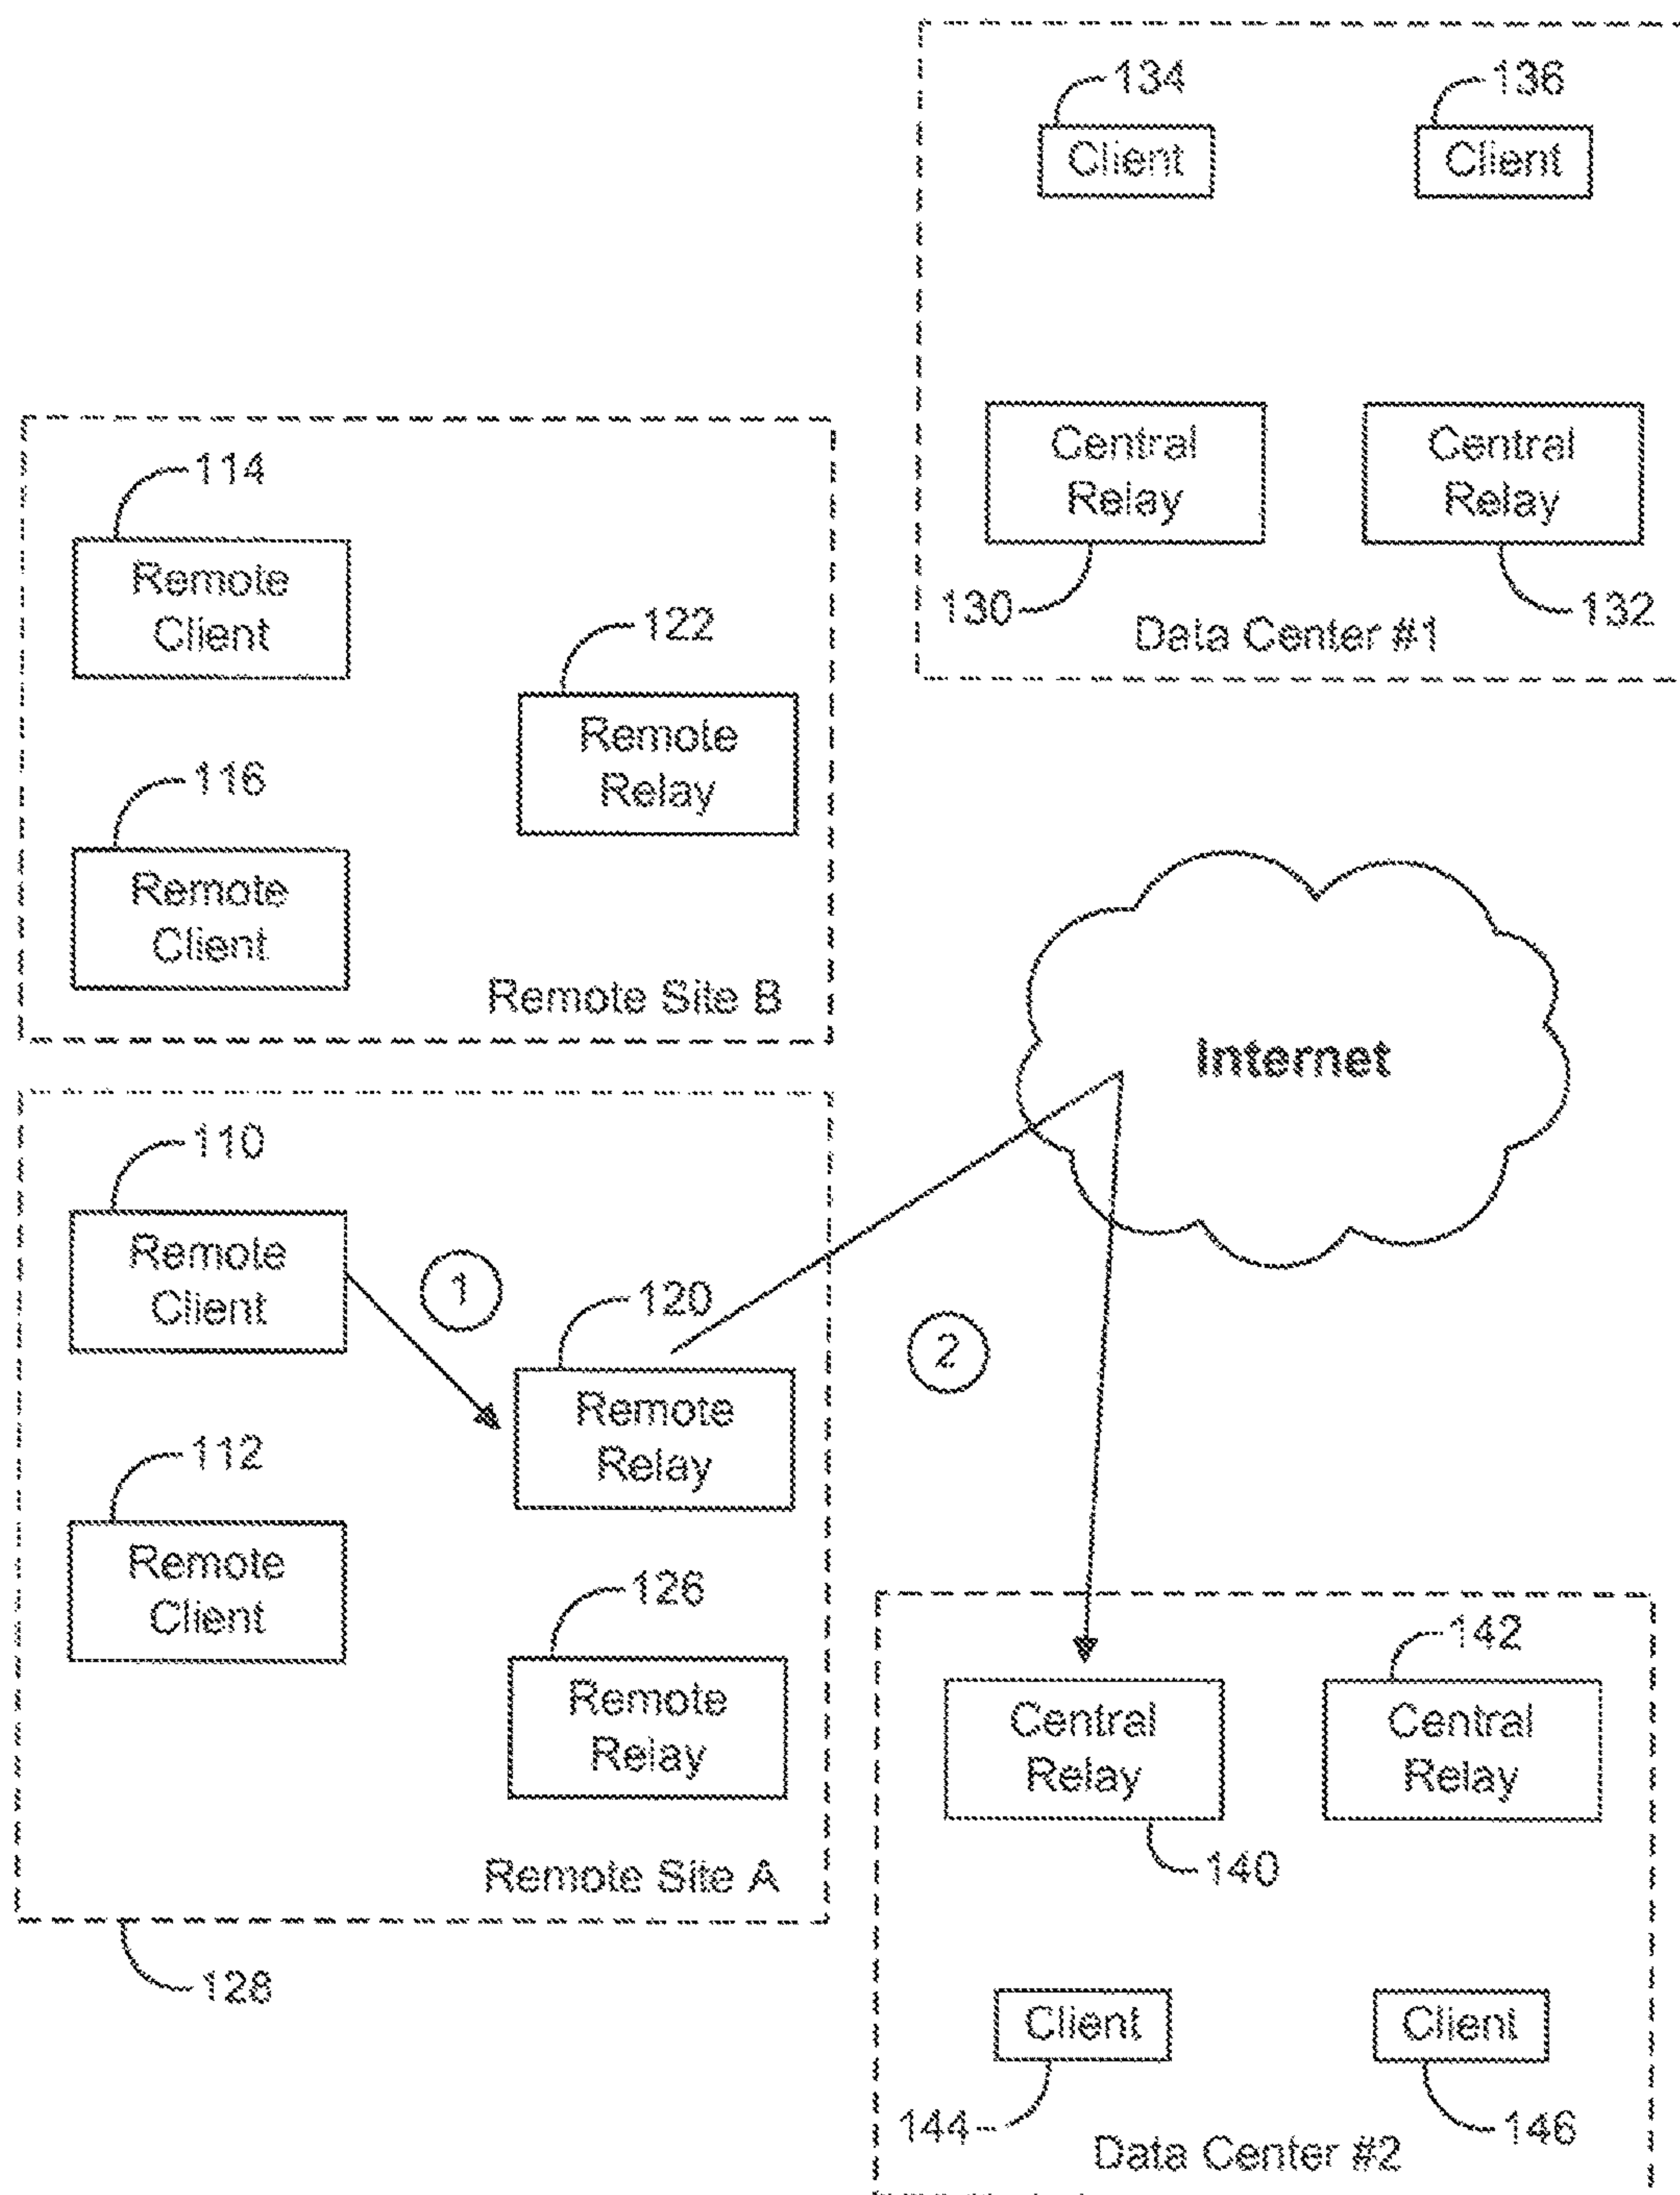 134
136
Client
Client
Central
Relay
Central
Relay
130
132
Data Center #1
114
Remote
Client
122
Remote
Relay
116
Remote
Client
Remote Site B
Internet
110
Remote
Client
1
120
Remote
Relay
2
112
Remote
Client
126
Remote
Relay
Remote Site A
128
142
Central
Relay
Central
Relay
140
Client
Client
144
146
Data Center #2